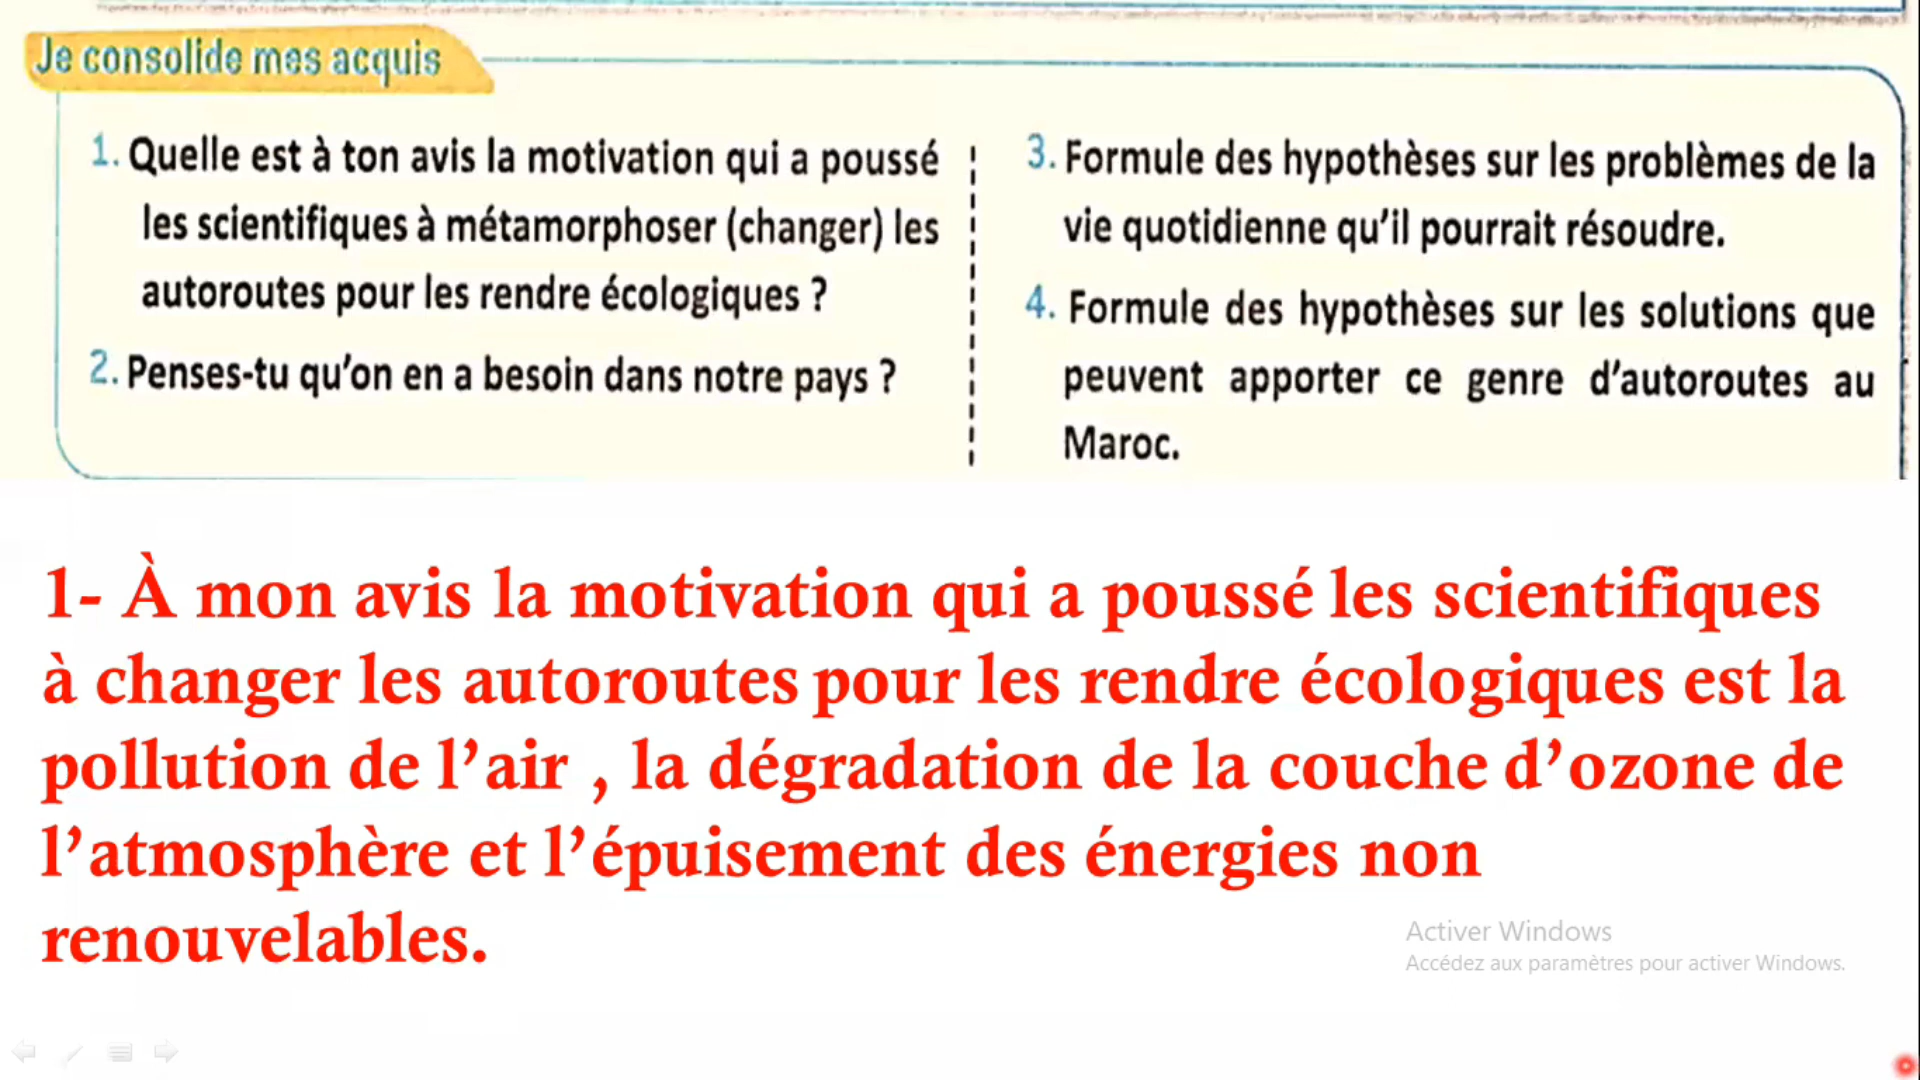 Je consolide mes acquis
1. Quelle est à ton avis la motivation qui a poussé
les scientifiques à métamorphoser (changer) les
autoroutes pour les rendre écologiques ?
2. Penses-tu qu'on en a besoin dans notre pays ?
3. Formule des hypothèses sur les problèmes de la
vie quotidienne qu'il pourrait résoudre.
4. Formule des hypothèses sur les solutions que
peuvent apporter ce genre d'autoroutes au
Maroc.
1- À mon avis la motivation qui a poussé les scientifiques
à changer les autoroutes pour les rendre écologiques est la
pollution de l’air , la dégradation de la couche d’ozone de
l’atmosphère et l’épuisement des énergies non
renouvelables.
Activer Windows
Accédez aux paramètres pour activer Windows.